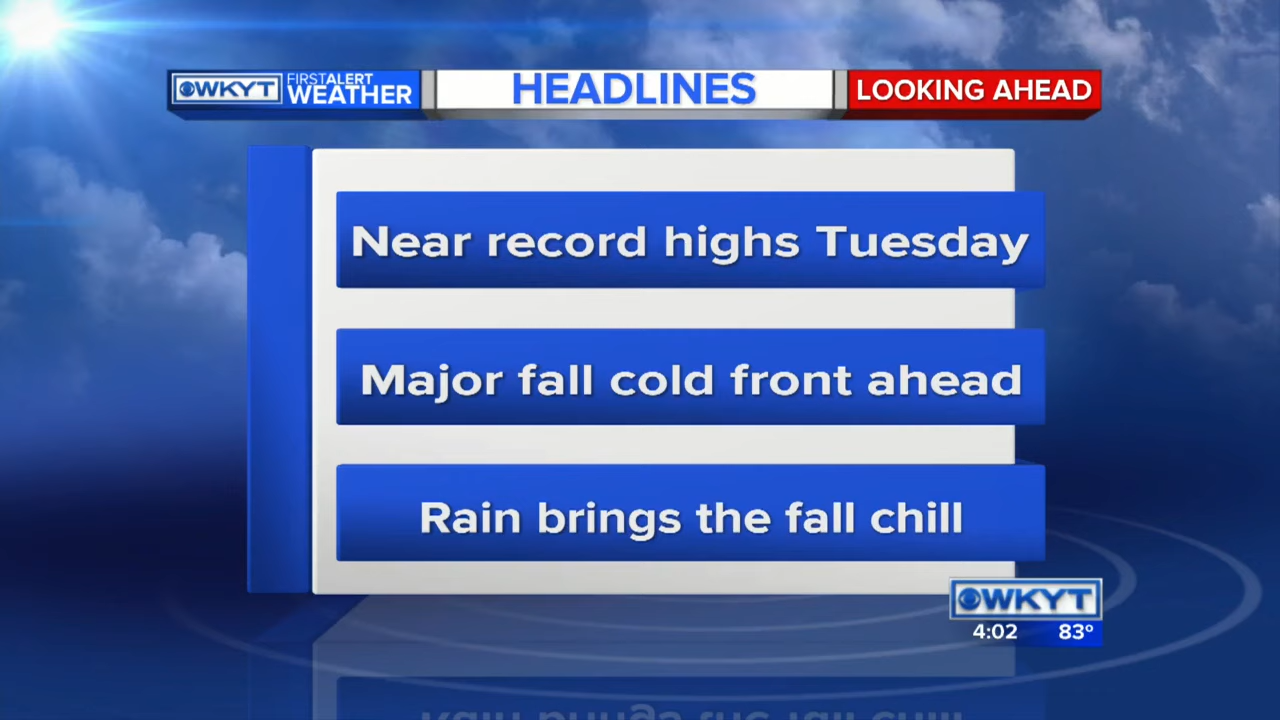 WKYT FIRST ALERT WEATHER
HEADLINES
LOOKING AHEAD
Near record highs Tuesday
Major fall cold front ahead
Rain brings the fall chill
WKYT
4:02 83°